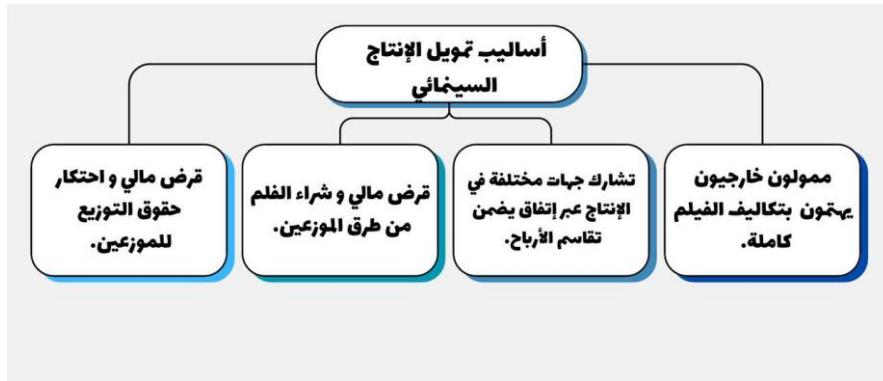 أساليب تمويل الإنتاج
السينمائي
ممولون خارجيون
يهتمون بتكاليف الفيلم
كاملة.
تشارك جهات مختلفة في
الإنتاج عبر إتفاق يضمن
تقاسم الأرباح.
قرض مالي و شراء الفلم
من طرق الموزعين.
قرض مالي و احتكار
حقوق التوزيع
للموزعين.